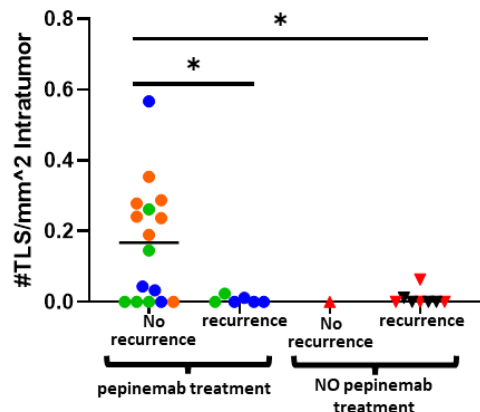 #TLS/mm^2 Intratumor
0.8
0.6
0.4
0.2
0.0
*
*
No
recurrence
recurrence
No
recurrence
recurrence
pepinemab treatment
NO pepinemab
treatment